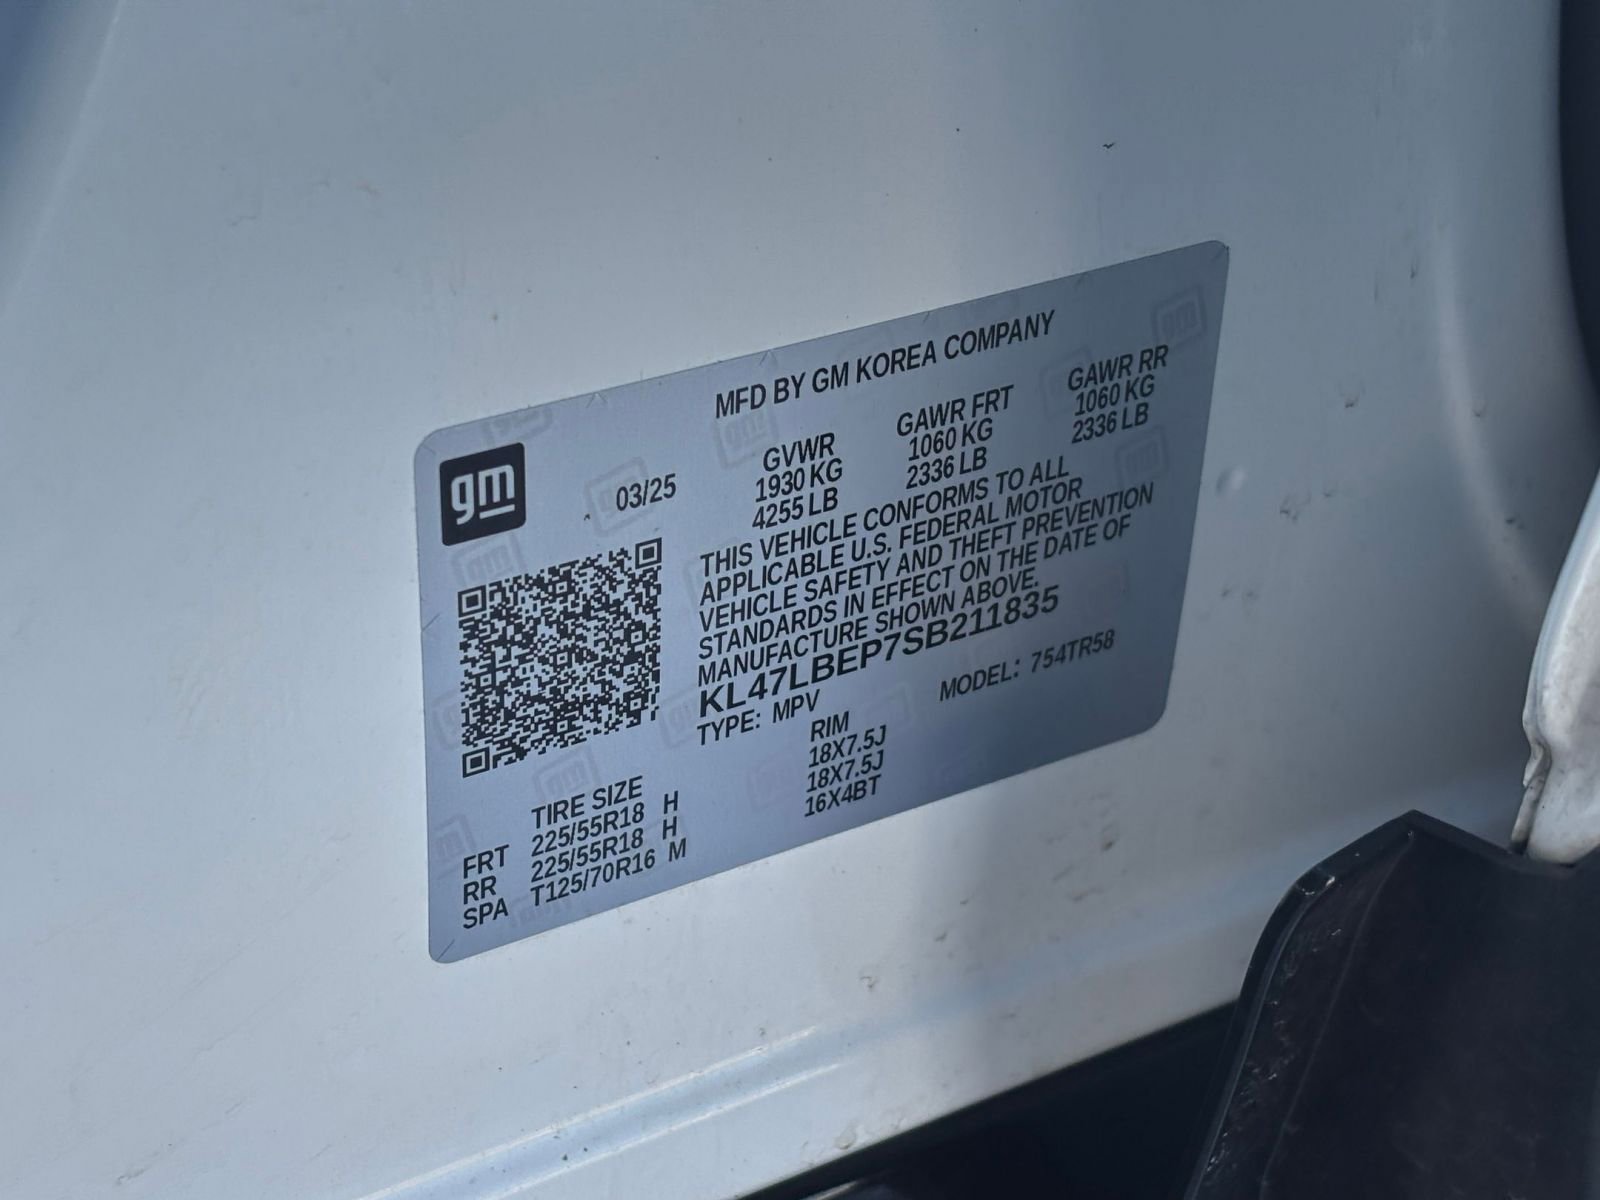 MFD BY GM KOREA COMPANY
gm
03/25
GVWR GAWR FRT GAWR RR
1930 KG 1060 KG 1060 KG
4255 LB 2336 LB 2336 LB
THIS VEHICLE CONFORMS TO ALL
APPLICABLE U.S. FEDERAL MOTOR
VEHICLE SAFETY AND THEFT PREVENTION
STANDARDS IN EFFECT ON THE DATE OF
MANUFACTURE SHOWN ABOVE.
KL47LBEP7SB211835
TYPE: MPV MODEL: 754TR58
TIRE SIZE RIM
FRT 225/55R18 H 18X7.5J
RR 225/55R18 H 18X7.5J
SPA T125/70R16 M 16X4BT